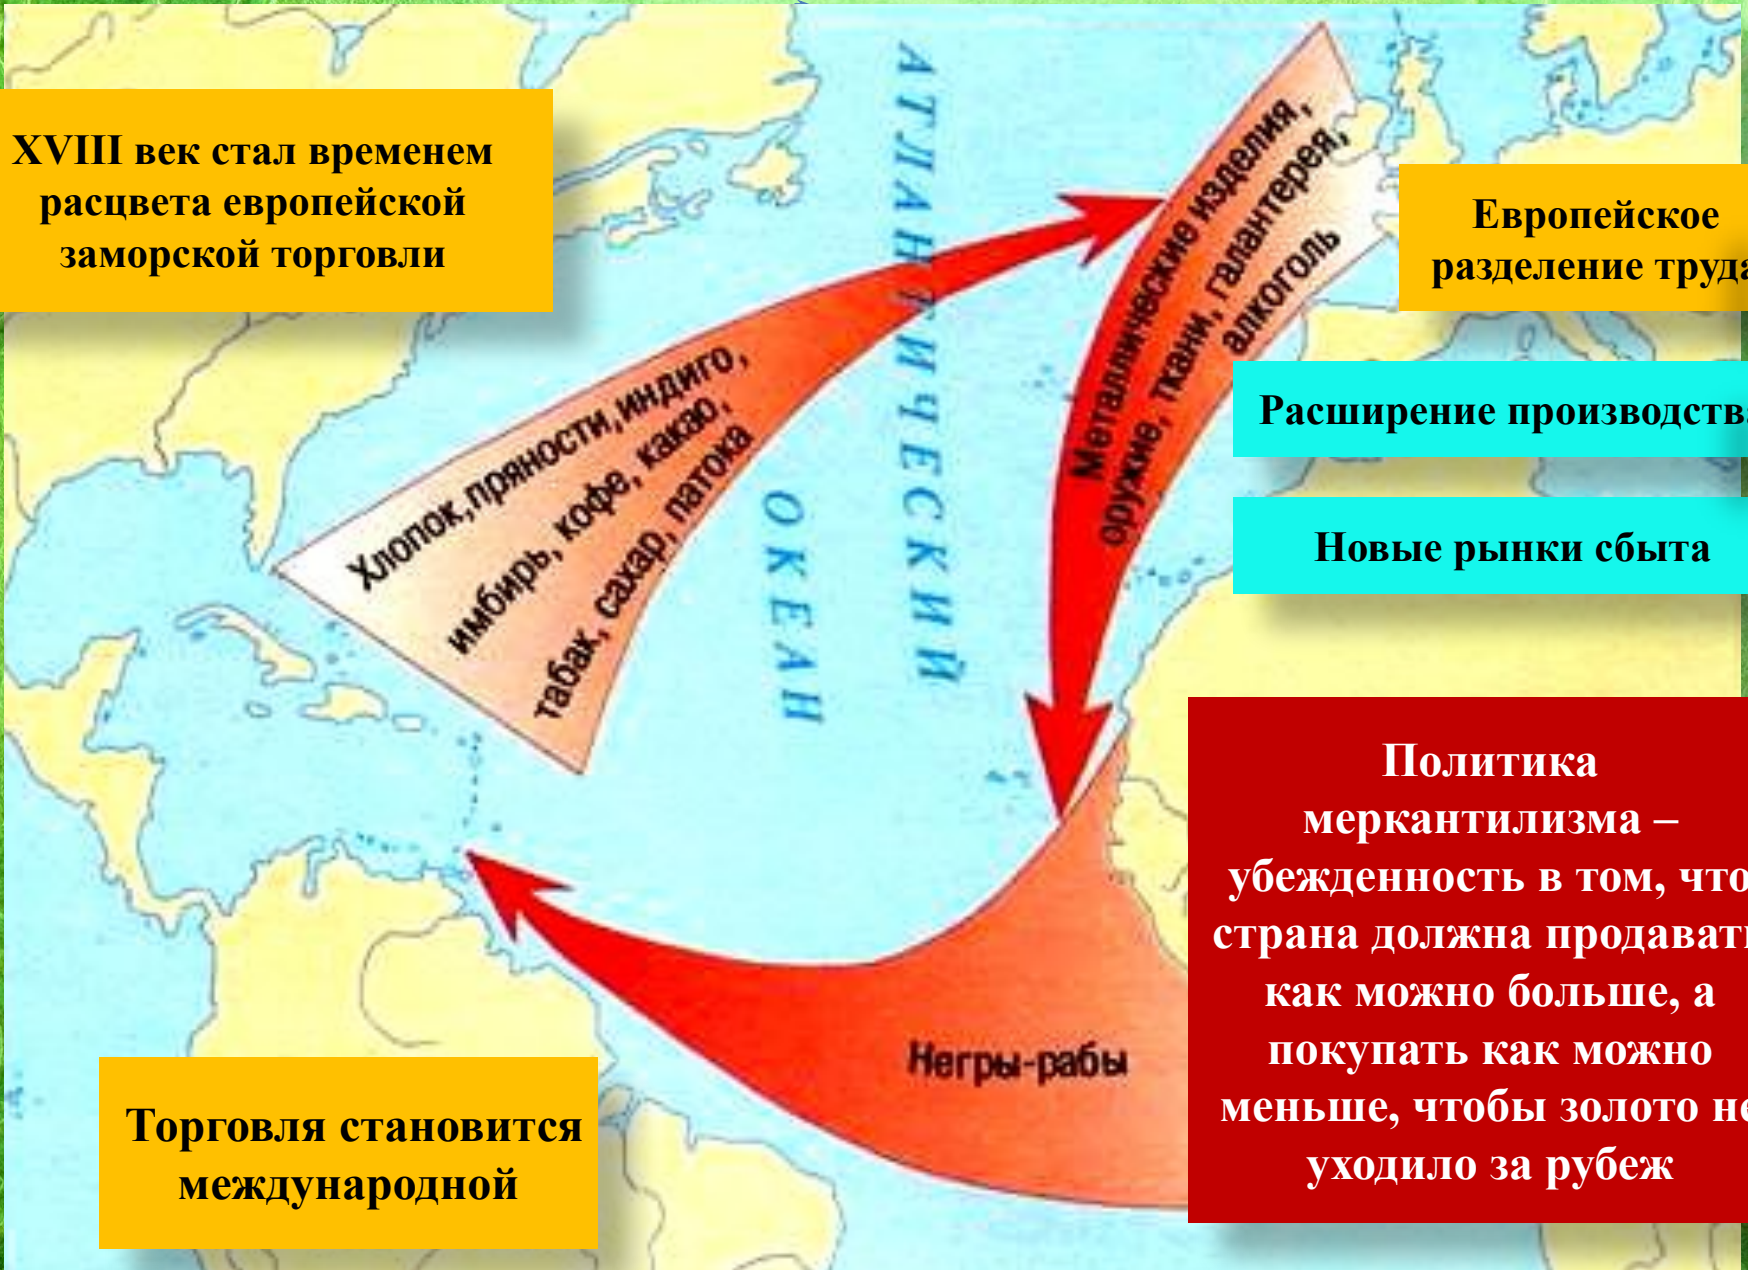 XVIII век стал временем
расцвета европейской
заморской торговли
АТЛАНТИЧЕСКИЙ
ОКЕАН
Металлические изделия,
оружие, ткани, галантерея,
алкоголь
Европейское
разделение труда
Расширение производства
Новые рынки сбыта
Хлопок, пряности, индиго,
имбирь, кофе, какао,
табак, сахар, патока
Политика
меркантилизма –
убежденность в том, что
страна должна продавать
как можно больше, а
покупать как можно
меньше, чтобы золото не
уходило за рубеж
Негры-рабы
Торговля становится
международной